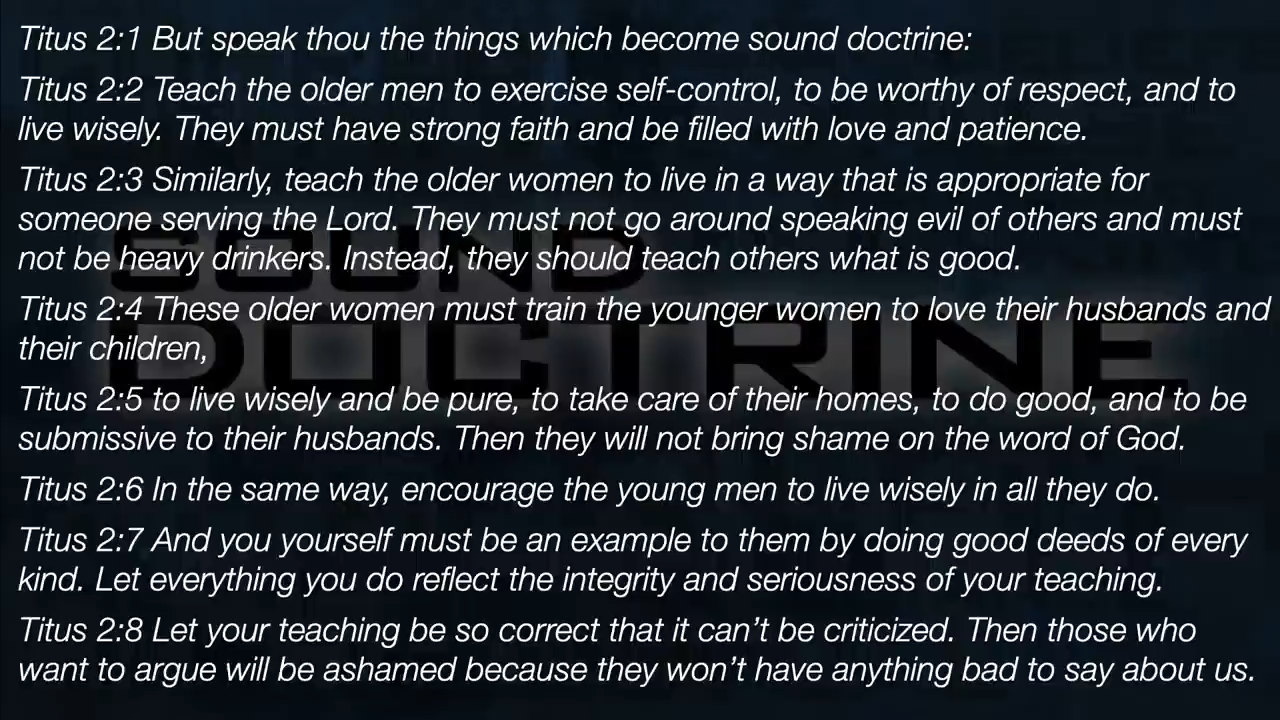 Titus 2:1 But speak thou the things which become sound doctrine:
Titus 2:2 Teach the older men to exercise self-control, to be worthy of respect, and to
live wisely. They must have strong faith and be filled with love and patience.
Titus 2:3 Similarly, teach the older women to live in a way that is appropriate for
someone serving the Lord. They must not go around speaking evil of others and must
not be heavy drinkers. Instead, they should teach others what is good.
Titus 2:4 These older women must train the younger women to love their husbands and
their children,
Titus 2:5 to live wisely and be pure, to take care of their homes, to do good, and to be
submissive to their husbands. Then they will not bring shame on the word of God.
Titus 2:6 In the same way, encourage the young men to live wisely in all they do.
Titus 2:7 And you yourself must be an example to them by doing good deeds of every
kind. Let everything you do reflect the integrity and seriousness of your teaching.
Titus 2:8 Let your teaching be so correct that it can’t be criticized. Then those who
want to argue will be ashamed because they won’t have anything bad to say about us.
SOUND
DOCTRINE